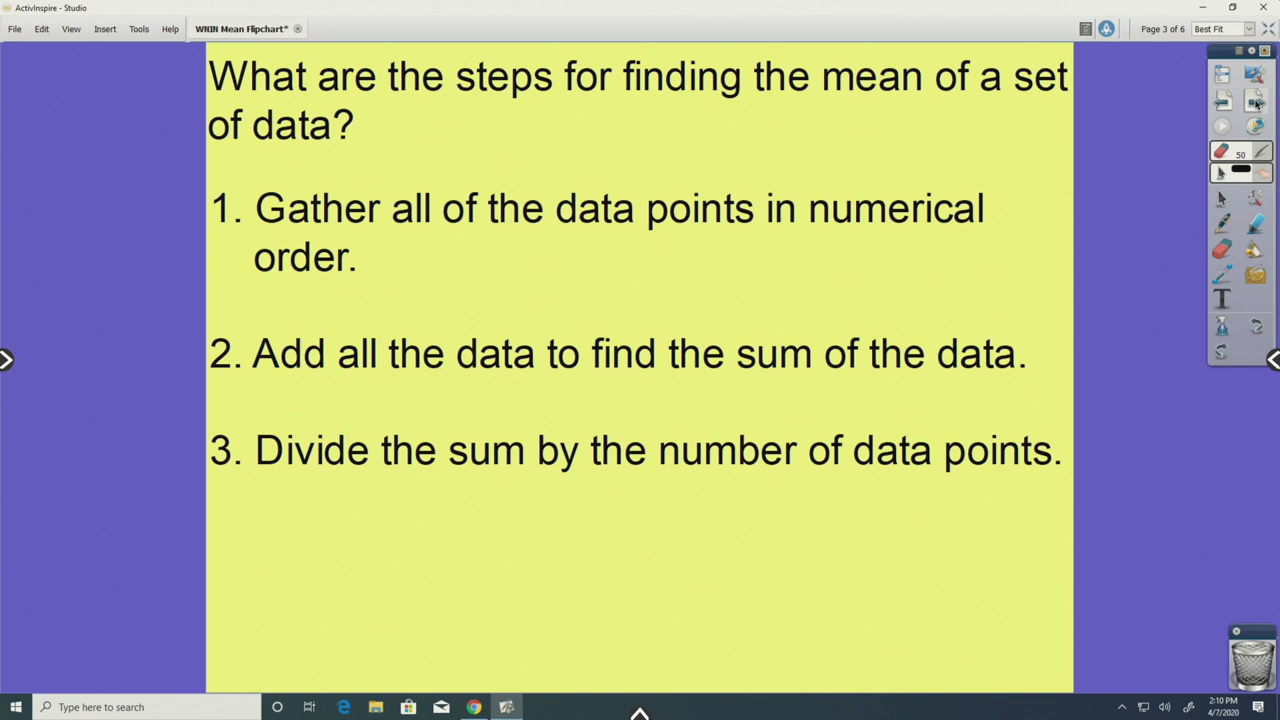 ActivInspire - Studio
File Edit View Insert Tools Help WNIN Mean Flipchart* Page 3 of 6 Best Fit
What are the steps for finding the mean of a set
of data?
1. Gather all of the data points in numerical
order.
2. Add all the data to find the sum of the data.
3. Divide the sum by the number of data points.
50
T
Type here to search
2:10 PM
4/7/2020